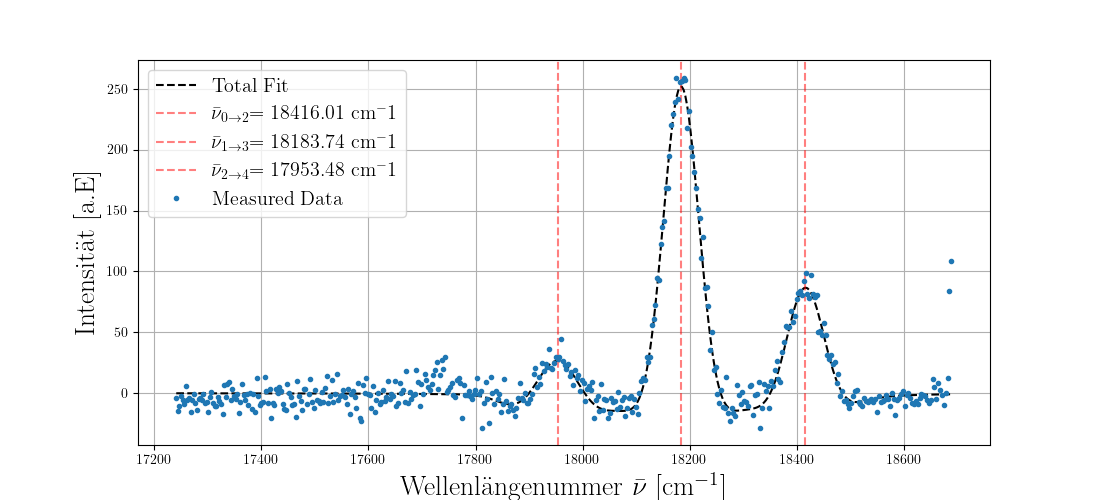 Total Fit
ν̄₀→₂= 18416.01 cm⁻1
ν̄₁→₃= 18183.74 cm⁻1
ν̄₂→₄= 17953.48 cm⁻1
Measured Data
Intensität [a.E]
250
200
150
100
50
0
17200 17400 17600 17800 18000 18200 18400 18600
Wellenlängenummer ν̄ [cm⁻¹]